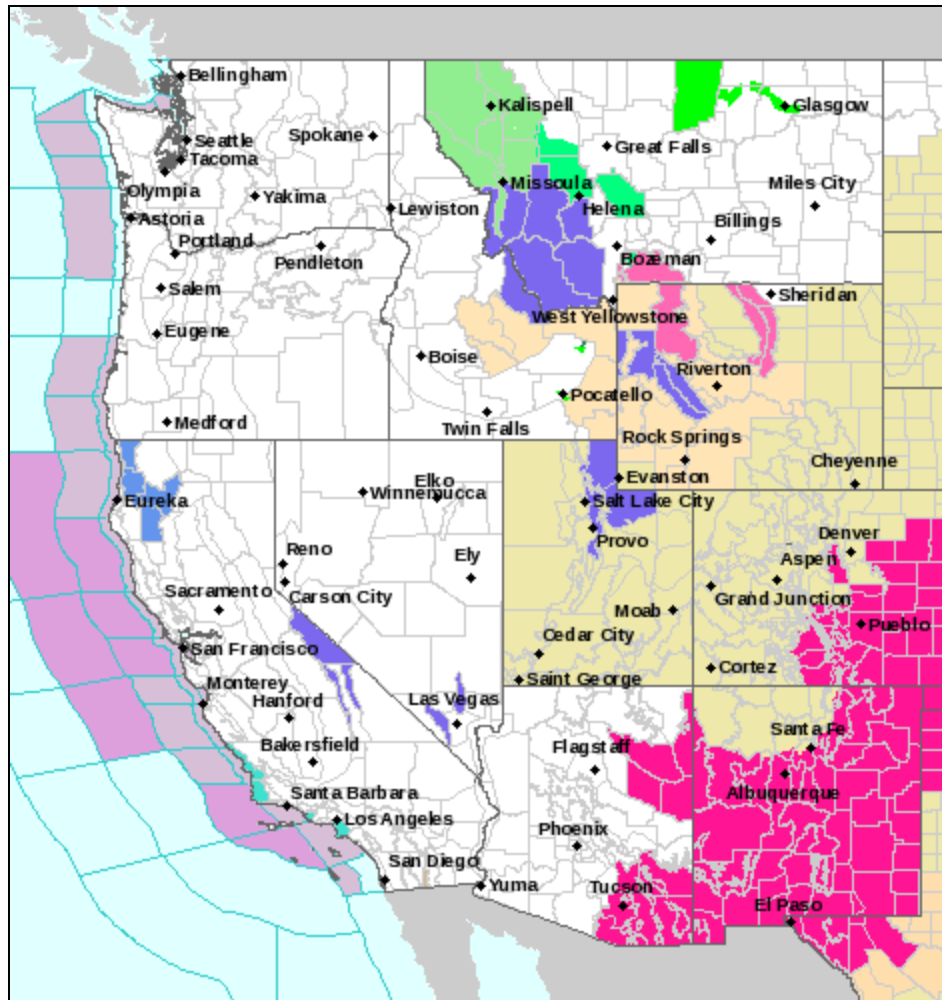 Bellingham
Kalispell
Glasgow
Spokane
Seattle
Great Falls
Tacoma
Missoula
Miles City
Olympia
Yakima
Lewiston
Helena
Astoria
Billings
Portland
Pendleton
Bozeman
Salem
Sheridan
West Yellowstone
Eugene
Boise
Riverton
Pocatello
Medford
Twin Falls
Rock Springs
Cheyenne
Elko
Evanston
Winnemucca
Eureka
Salt Lake City
Denver
Provo
Reno
Ely
Aspen
Sacramento
Carson City
Grand Junction
Moab
Pueblo
Cedar City
San Francisco
Cortez
Saint George
Monterey
Hanford
Las Vegas
Santa Fe
Bakersfield
Flagstaff
Santa Barbara
Albuquerque
Los Angeles
Phoenix
San Diego
Yuma
Tucson
El Paso